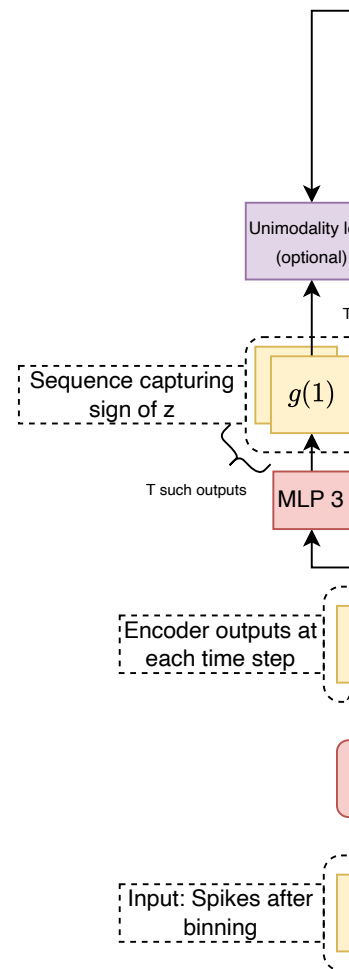 Unimodality
(optional)
T
Sequence capturing
sign of z
g(1)
T such outputs
MLP 3
Encoder outputs at
each time step
Input: Spikes after
binning